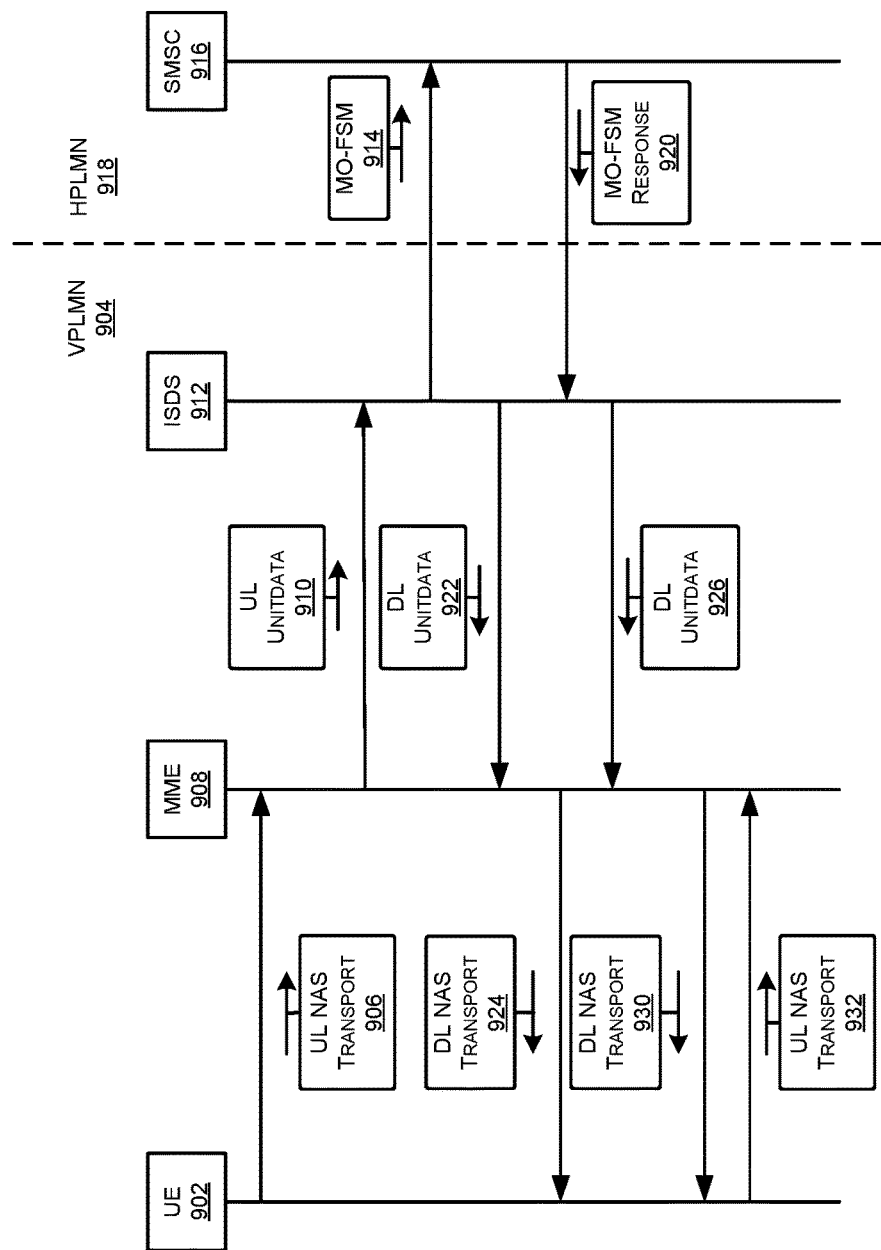 UE
902
MME
908
ISDS
912
SMSC
916
VPLMN
904
HPLMN
918
UL NAS
TRANSPORT
906
UL
UNITDATA
910
MO-FSM
914
DL
UNITDATA
922
DL NAS
TRANSPORT
924
MO-FSM
RESPONSE
920
DL
UNITDATA
926
DL NAS
TRANSPORT
930
UL NAS
TRANSPORT
932